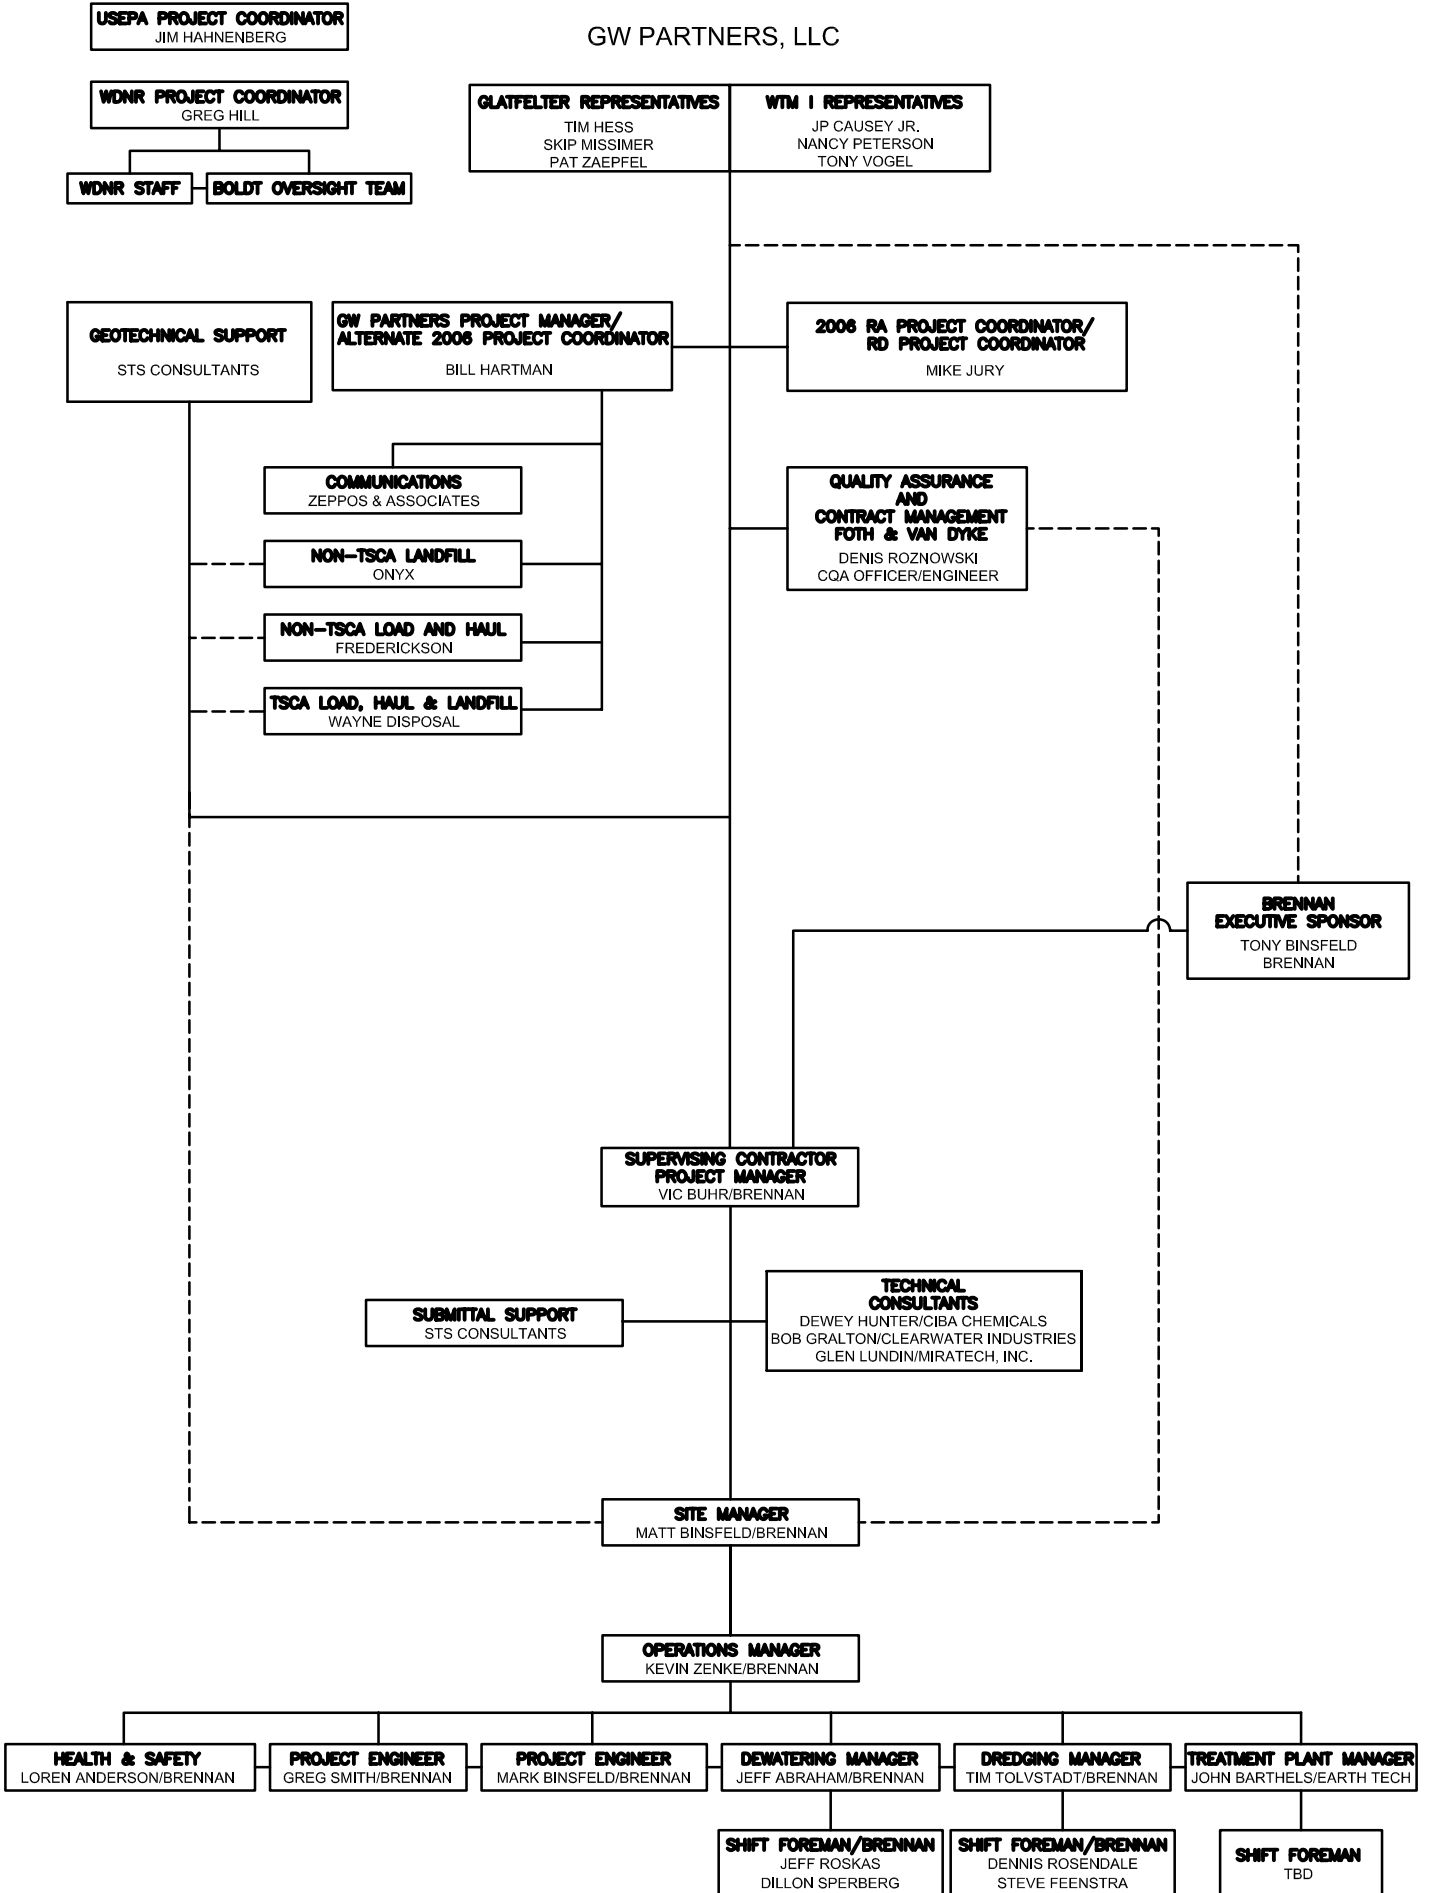 USEPA PROJECT COORDINATOR
JIM HAHNENBERG
GW PARTNERS, LLC
WDNR PROJECT COORDINATOR
GREG HILL
WDNR STAFF
BOLDT OVERSIGHT TEAM
GLATFELTER REPRESENTATIVES
TIM HESS
SKIP MISSIMER
PAT ZAEPFEL
WTM I REPRESENTATIVES
JP CAUSEY JR.
NANCY PETERSON
TONY VOGEL
GEOTECHNICAL SUPPORT
STS CONSULTANTS
GW PARTNERS PROJECT MANAGER/
ALTERNATE 2006 PROJECT COORDINATOR
BILL HARTMAN
2006 RA PROJECT COORDINATOR/
RD PROJECT COORDINATOR
MIKE JURY
COMMUNICATIONS
ZEPPOS & ASSOCIATES
NON-TSCA LANDFILL
ONYX
NON-TSCA LOAD AND HAUL
FREDERICKSON
TSCA LOAD, HAUL & LANDFILL
WAYNE DISPOSAL
QUALITY ASSURANCE
AND
CONTRACT MANAGEMENT
FOTH & VAN DYKE
DENIS ROZNOWSKI
CQA OFFICER/ENGINEER
BRENNAN
EXECUTIVE SPONSOR
TONY BINSFELD
BRENNAN
SUPERVISING CONTRACTOR
PROJECT MANAGER
VIC BUHR/BRENNAN
SUBMITTAL SUPPORT
STS CONSULTANTS
TECHNICAL
CONSULTANTS
DEWEY HUNTER/CIBA CHEMICALS
BOB GRALTON/CLEARWATER INDUSTRIES
GLEN LUNDIN/MIRATECH, INC.
SITE MANAGER
MATT BINSFELD/BRENNAN
OPERATIONS MANAGER
KEVIN ZENKE/BRENNAN
HEALTH & SAFETY
LOREN ANDERSON/BRENNAN
PROJECT ENGINEER
GREG SMITH/BRENNAN
PROJECT ENGINEER
MARK BINSFELD/BRENNAN
DEWATERING MANAGER
JEFF ABRAHAM/BRENNAN
DREDGING MANAGER
TIM TOLVSTADT/BRENNAN
TREATMENT PLANT MANAGER
JOHN BARTHELS/EARTH TECH
SHIFT FOREMAN/BRENNAN
JEFF ROSKAS
DILLON SPERBERG
SHIFT FOREMAN/BRENNAN
DENNIS ROSENDALE
STEVE FEENSTRA
SHIFT FOREMAN
TBD